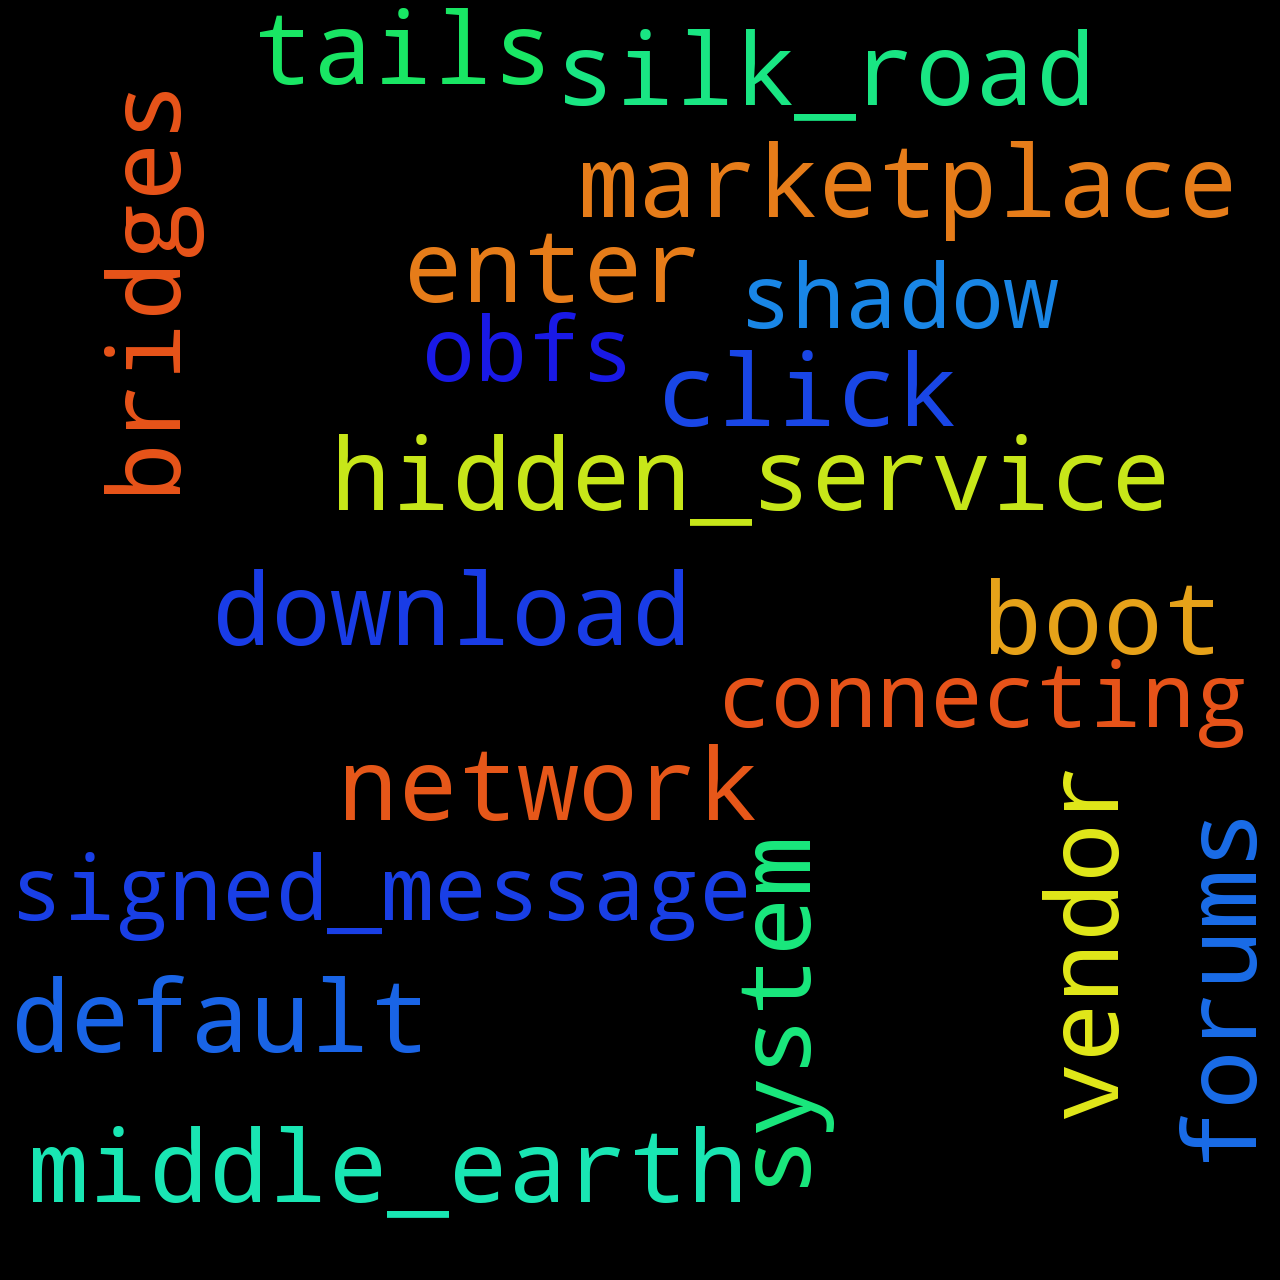 tails
silk_road
bridges
marketplace
enter
shadow
obfs
click
hidden_service
download
boot
connecting
network
vendor
forums
system
signed_message
default
middle_earth